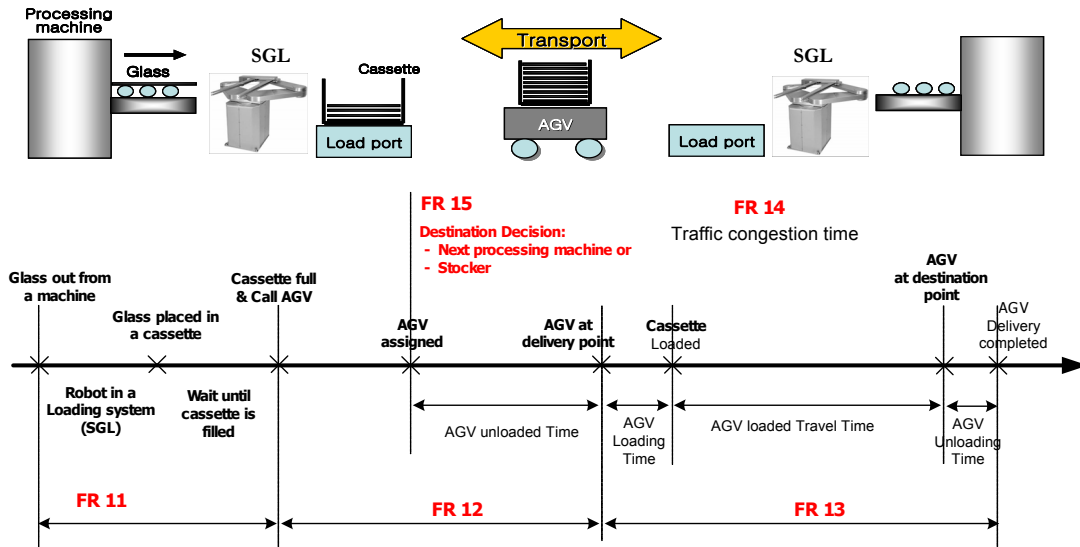 Processing
machine
Glass
SGL
Cassette
Load port
Transport
AGV
SGL
Load port
FR 15
Destination Decision:
- Next processing machine or
- Stocker
FR 14
Traffic congestion time
Glass out from
a machine
Glass placed in
a cassette
Cassette full
& Call AGV
AGV
assigned
AGV at
delivery point
Cassette
Loaded
AGV
at destination
point
AGV
Delivery
completed
Robot in a
Loading system
(SGL)
Wait until
cassette is
filled
AGV unloaded Time
AGV
Loading
Time
AGV loaded Travel Time
AGV
Unloading
Time
FR 11
FR 12
FR 13